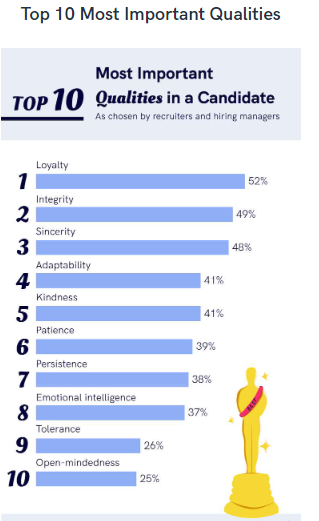 Top 10 Most Important Qualities
TOP 10
Most Important
Qualities in a Candidate
As chosen by recruiters and hiring managers
Loyalty
1
52%
Integrity
2
49%
Sincerity
3
48%
Adaptability
4
41%
Kindness
5
41%
Patience
6
39%
Persistence
7
38%
Emotional intelligence
8
37%
Tolerance
9
26%
Open-mindedness
10
25%